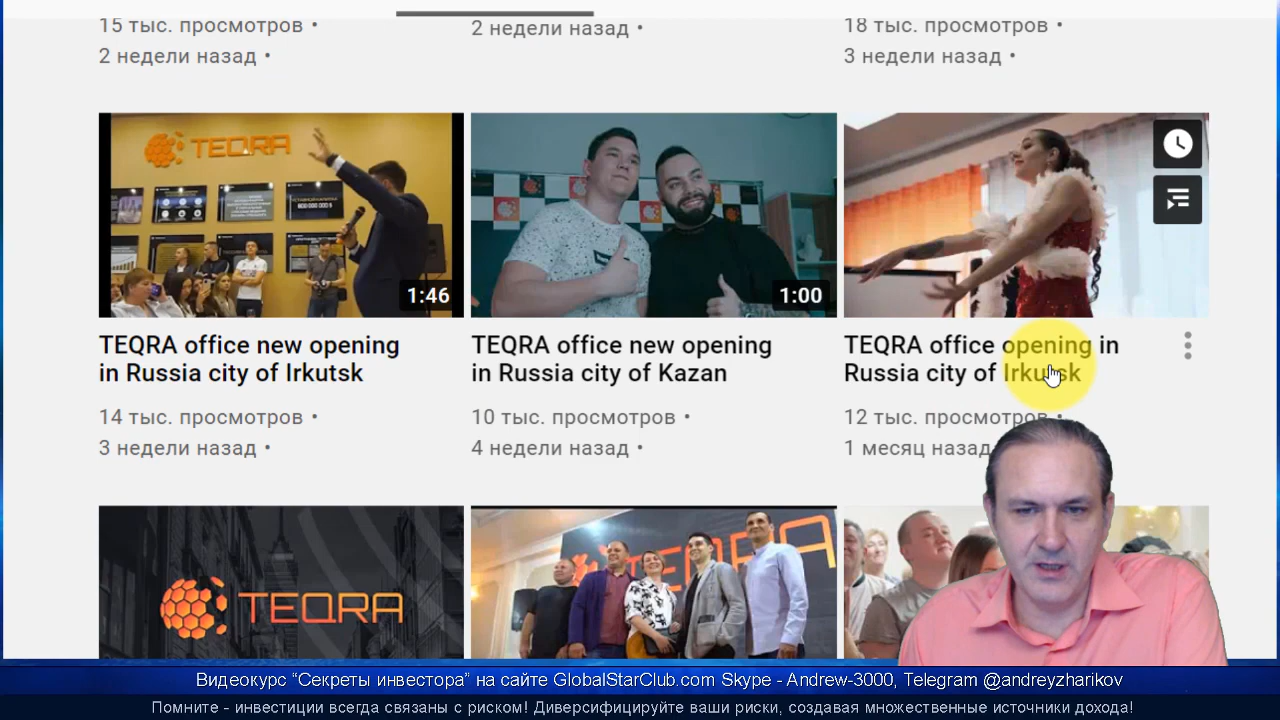 15 тыс. просмотров •
2 недели назад •
2 недели назад •
18 тыс. просмотров •
3 недели назад •
TEQRA
1:46
1:00
TEQRA office new opening
in Russia city of Irkutsk
14 тыс. просмотров •
3 недели назад •
TEQRA office new opening
in Russia city of Kazan
10 тыс. просмотров •
4 недели назад •
TEQRA office opening in
Russia city of Irkutsk
12 тыс. просмотров •
1 месяц назад
TEQRA
TEQRA
Видеокурс “Секреты инвестора” на сайте GlobalStarClub.com Skype - Andrew-3000, Telegram @andreyzharikov
Помните - инвестиции всегда связаны с риском! Диверсифицируйте ваши риски, создавая множественные источники дохода!